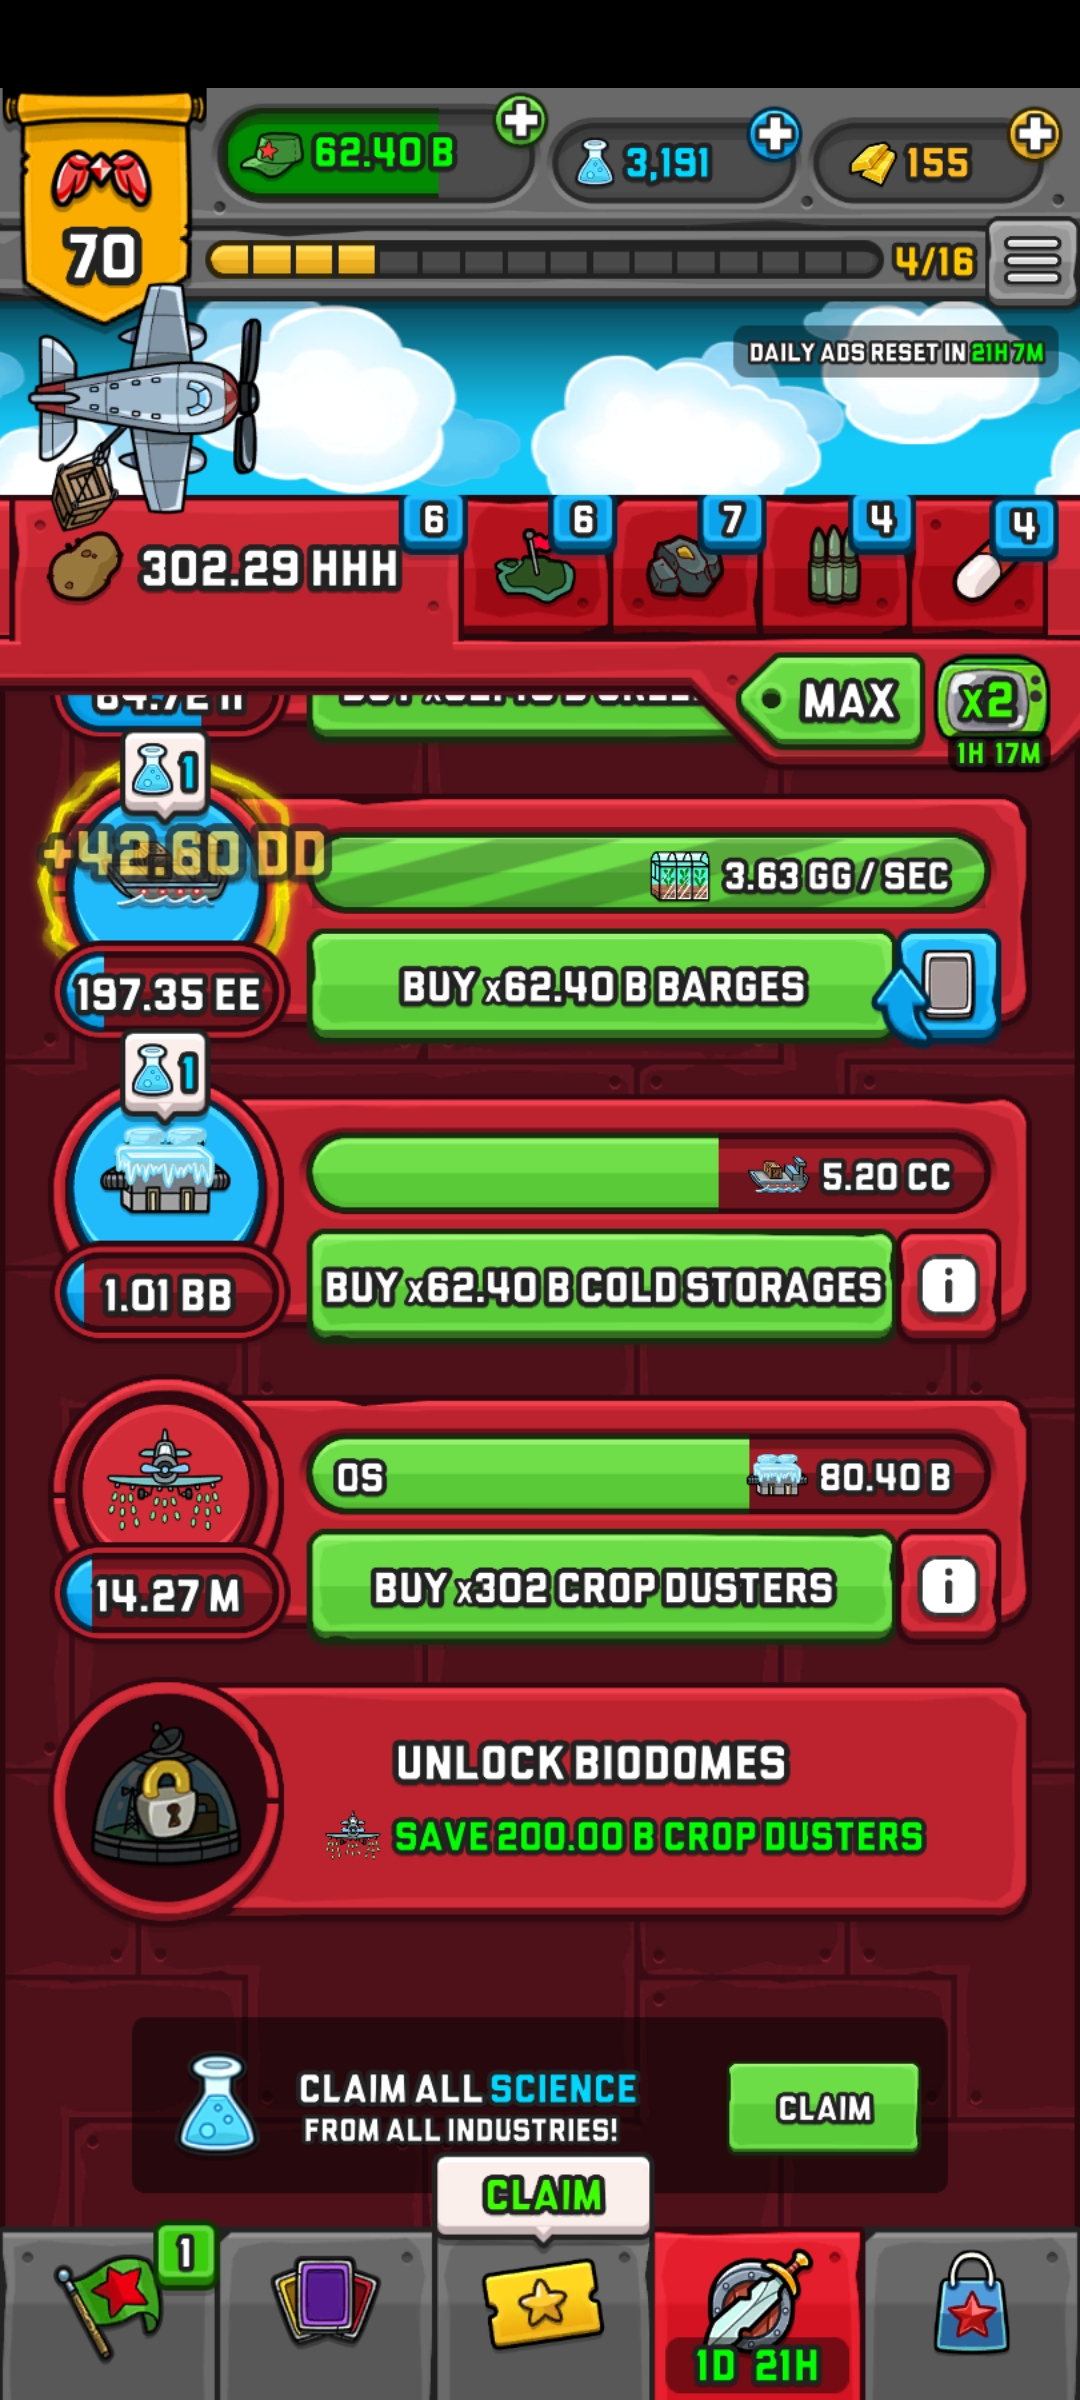 62.40 B
3,191
155
70
4/16
DAILY ADS RESET IN 21H 7M
6
6
7
4
4
302.29 HHH
MAX
x2
1H 17M
1
+42.60 DD
3.63 GG / SEC
197.35 EE
BUY x62.40 B BARGES
1
5.20 CC
1.01 BB
BUY x62.40 B COLD STORAGES
i
0S
80.40 B
14.27 M
BUY x302 CROP DUSTERS
i
UNLOCK BIODOMES
SAVE 200.00 B CROP DUSTERS
CLAIM ALL SCIENCE
FROM ALL INDUSTRIES!
CLAIM
CLAIM
1
1D 21H